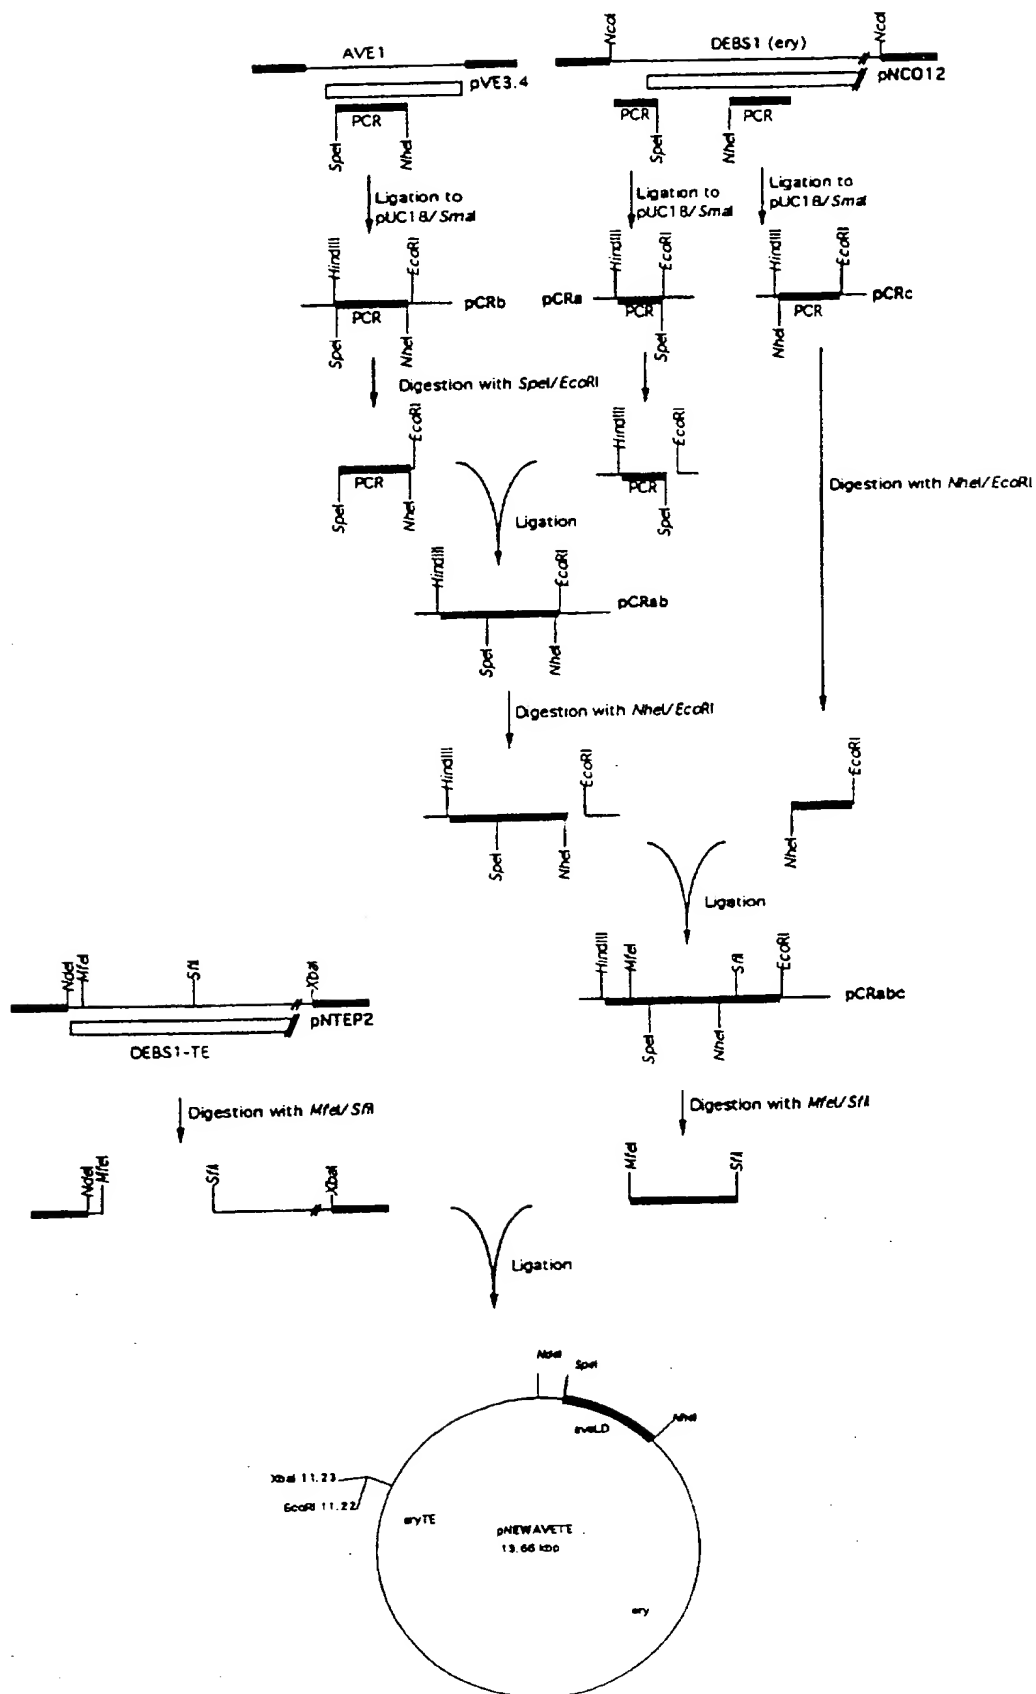 NcoI
NcoI
AVE1
DEBS1 (ery)
pVE3.4
pNCO12
PCR
PCR
PCR
SpeI
NheI
SpeI
NheI
Ligation to
pUC18/SmaI
Ligation to
pUC18/SmaI
Ligation to
pUC18/SmaI
HindIII
EcoRI
HindIII
EcoRI
HindIII
EcoRI
pCRb
pCRa
pCRc
PCR
PCR
PCR
SpeI
NheI
SpeI
NheI
Digestion with SpeI/EcoRI
EcoRI
HindIII
EcoRI
PCR
PCR
SpeI
NheI
SpeI
Digestion with NheI/EcoRI
Ligation
HindIII
EcoRI
pCRab
SpeI
NheI
Digestion with NheI/EcoRI
HindIII
EcoRI
EcoRI
SpeI
NheI
NheI
Ligation
NdeI
MfeI
SfiI
XbaI
HindIII
MfeI
SfiI
EcoRI
pNTEP2
pCRabc
DEBS1-TE
SpeI
NheI
Digestion with MfeI/SfiI
Digestion with MfeI/SfiI
NdeI
MfeI
SfiI
XbaI
MfeI
SfiI
Ligation
NdeI
SpeI
NheI
aveLD
XbaI 11.23
EcoRI 11.22
eryTE
pNEWAVETE
13.66 kbp
ery